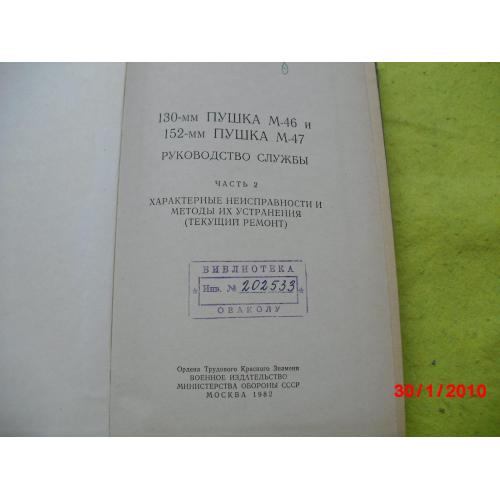 130-мм ПУШКА М-46 и
152-мм ПУШКА М-47
РУКОВОДСТВО СЛУЖБЫ
ЧАСТЬ 2
ХАРАКТЕРНЫЕ НЕИСПРАВНОСТИ И
МЕТОДЫ ИХ УСТРАНЕНИЯ
(ТЕКУЩИЙ РЕМОНТ)
БИБЛИОТЕКА
* Инв. № 202533 *
ОВАКОЛУ
Ордена Трудового Красного Знамени
ВОЕННОЕ ИЗДАТЕЛЬСТВО
МИНИСТЕРСТВА ОБОРОНЫ СССР
МОСКВА 1982
30/1/2010